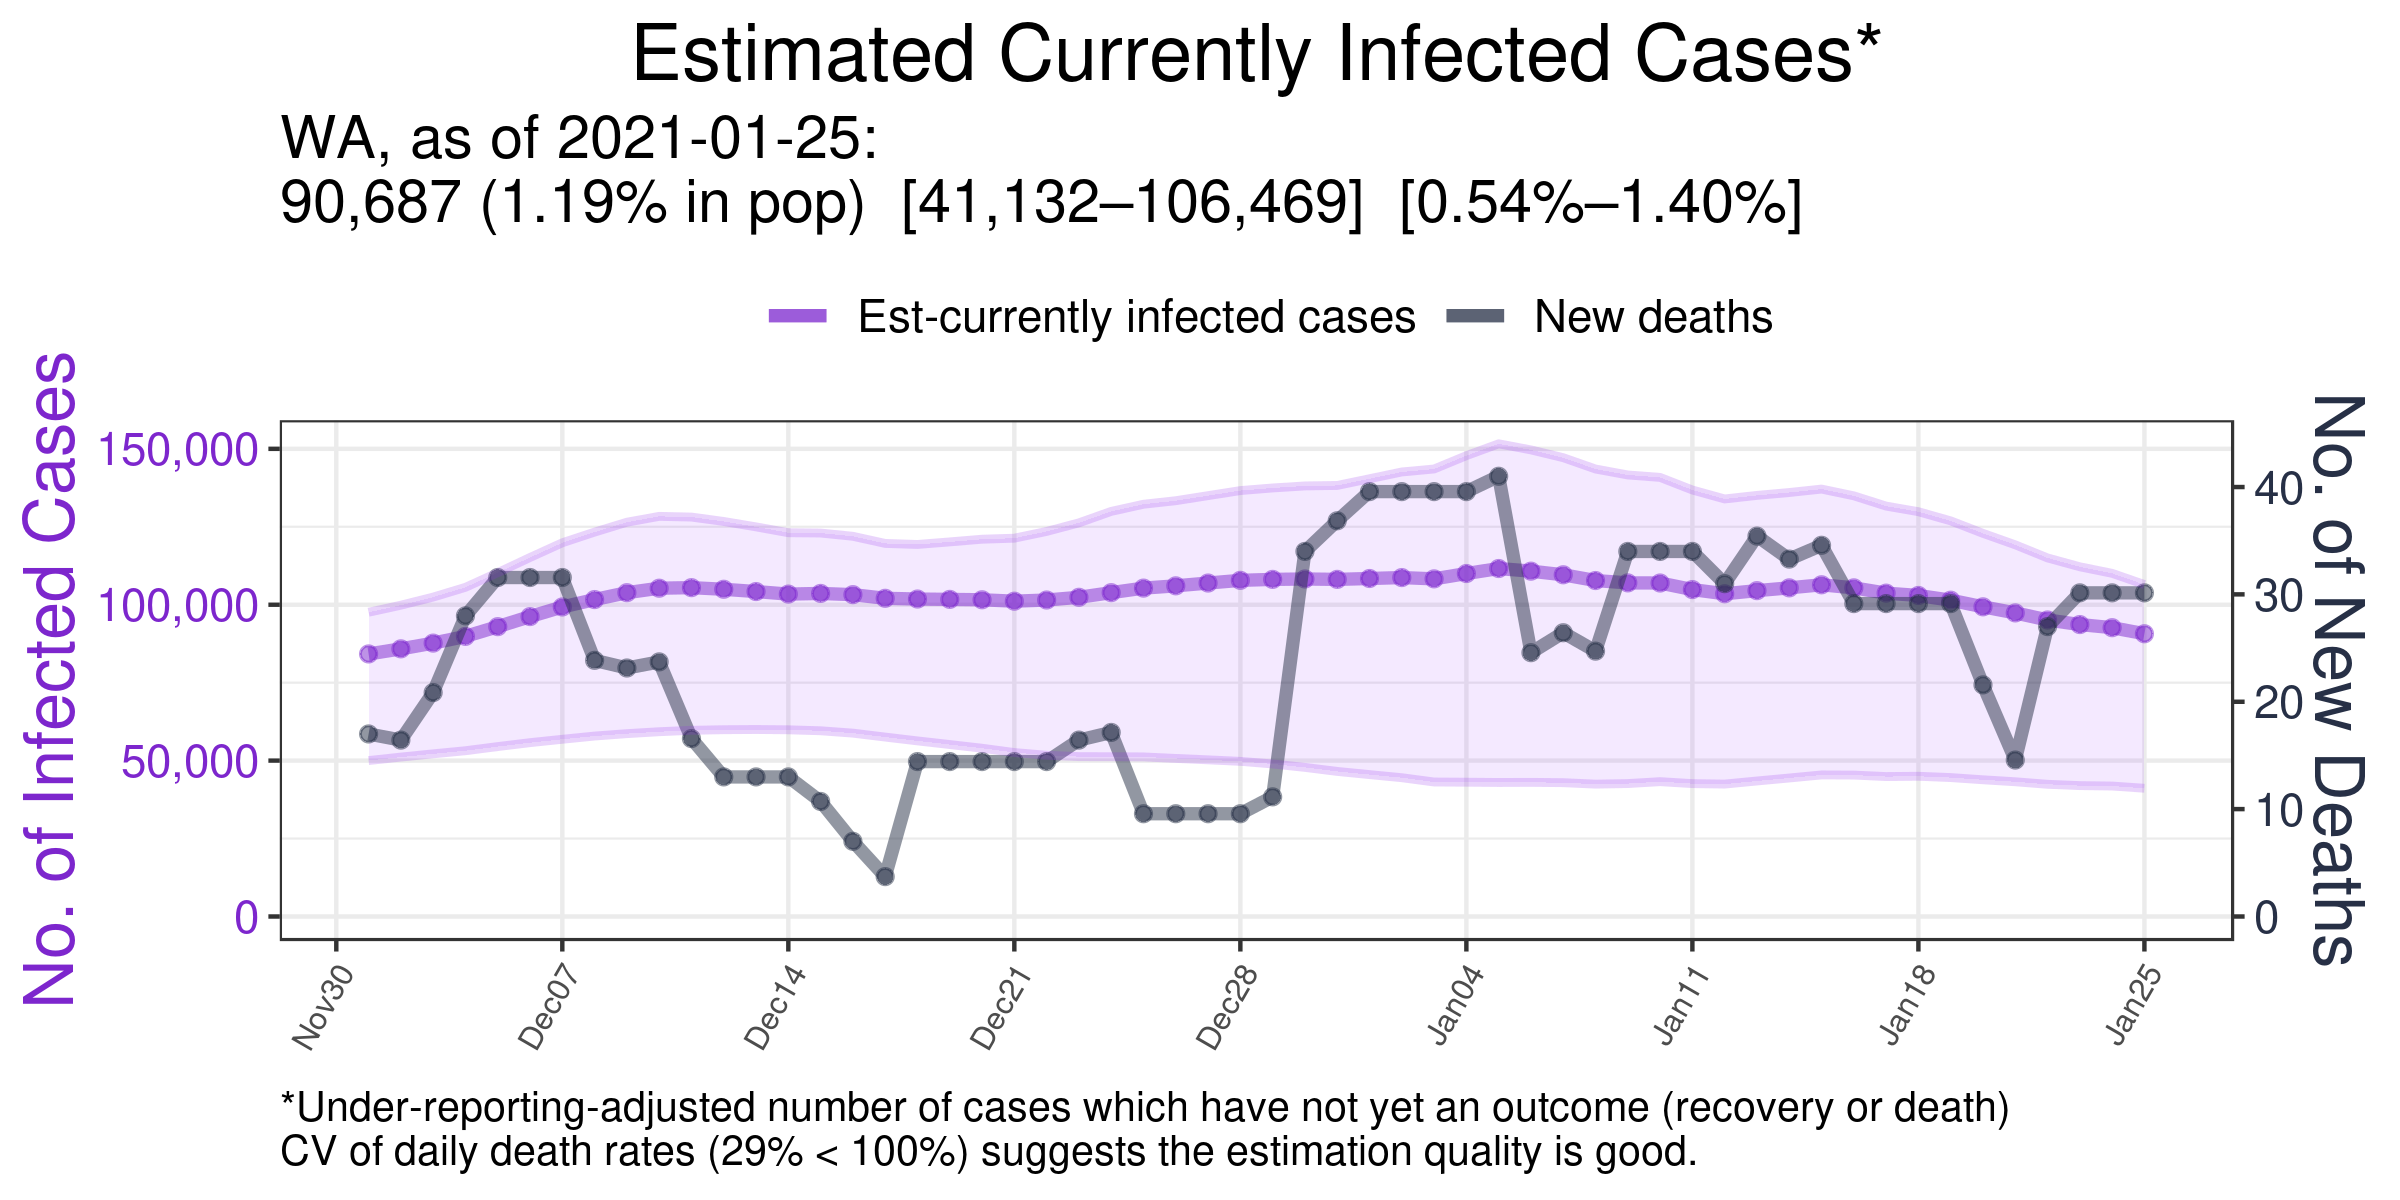 Estimated Currently Infected Cases*
WA, as of 2021-01-25:
90,687 (1.19% in pop)  [41,132–106,469]  [0.54%–1.40%]
Est-currently infected cases
New deaths
No. of Infected Cases
150,000
100,000
50,000
0
40
30
20
10
0
No. of New Deaths
Nov30
Dec07
Dec14
Dec21
Dec28
Jan04
Jan11
Jan18
Jan25
*Under-reporting-adjusted number of cases which have not yet an outcome (recovery or death)
CV of daily death rates (29% < 100%) suggests the estimation quality is good.